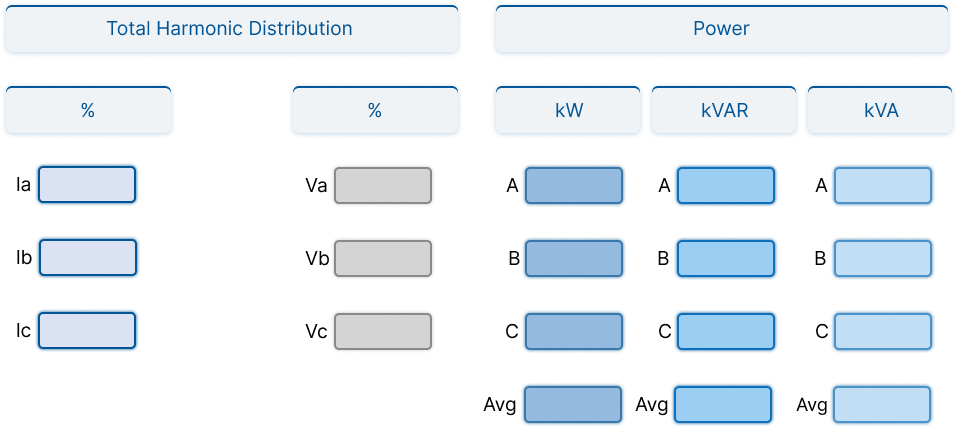 Total Harmonic Distribution
Power
%
%
kW
kVAR
kVA
Ia
Va
A
A
A
Ib
Vb
B
B
B
Ic
Vc
C
C
C
Avg
Avg
Avg